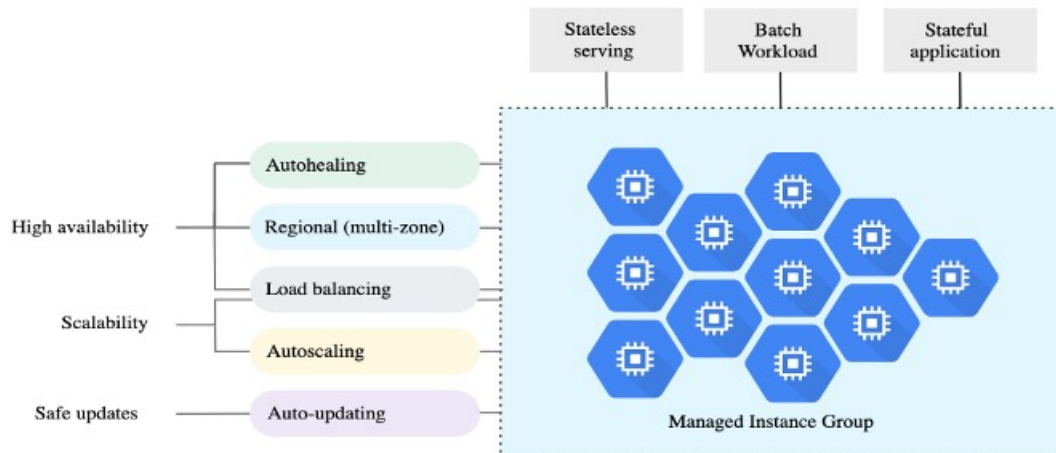 Stateless
serving
Batch
Workload
Stateful
application
High availability
Autohealing
Regional (multi-zone)
Load balancing
Scalability
Autoscaling
Safe updates
Auto-updating
Managed Instance Group